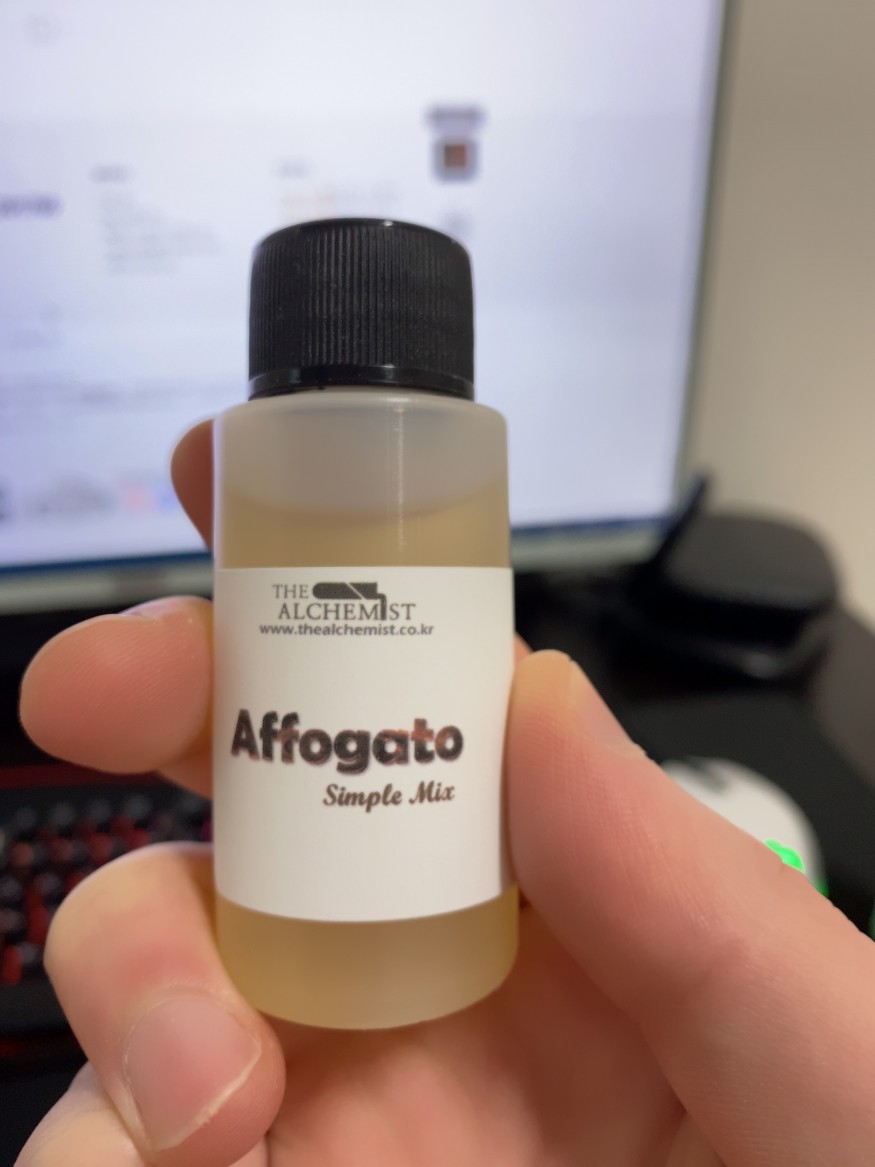 THE
ALCHEMIST
www.thealchemist.co.kr
Affogato
Simple Mix